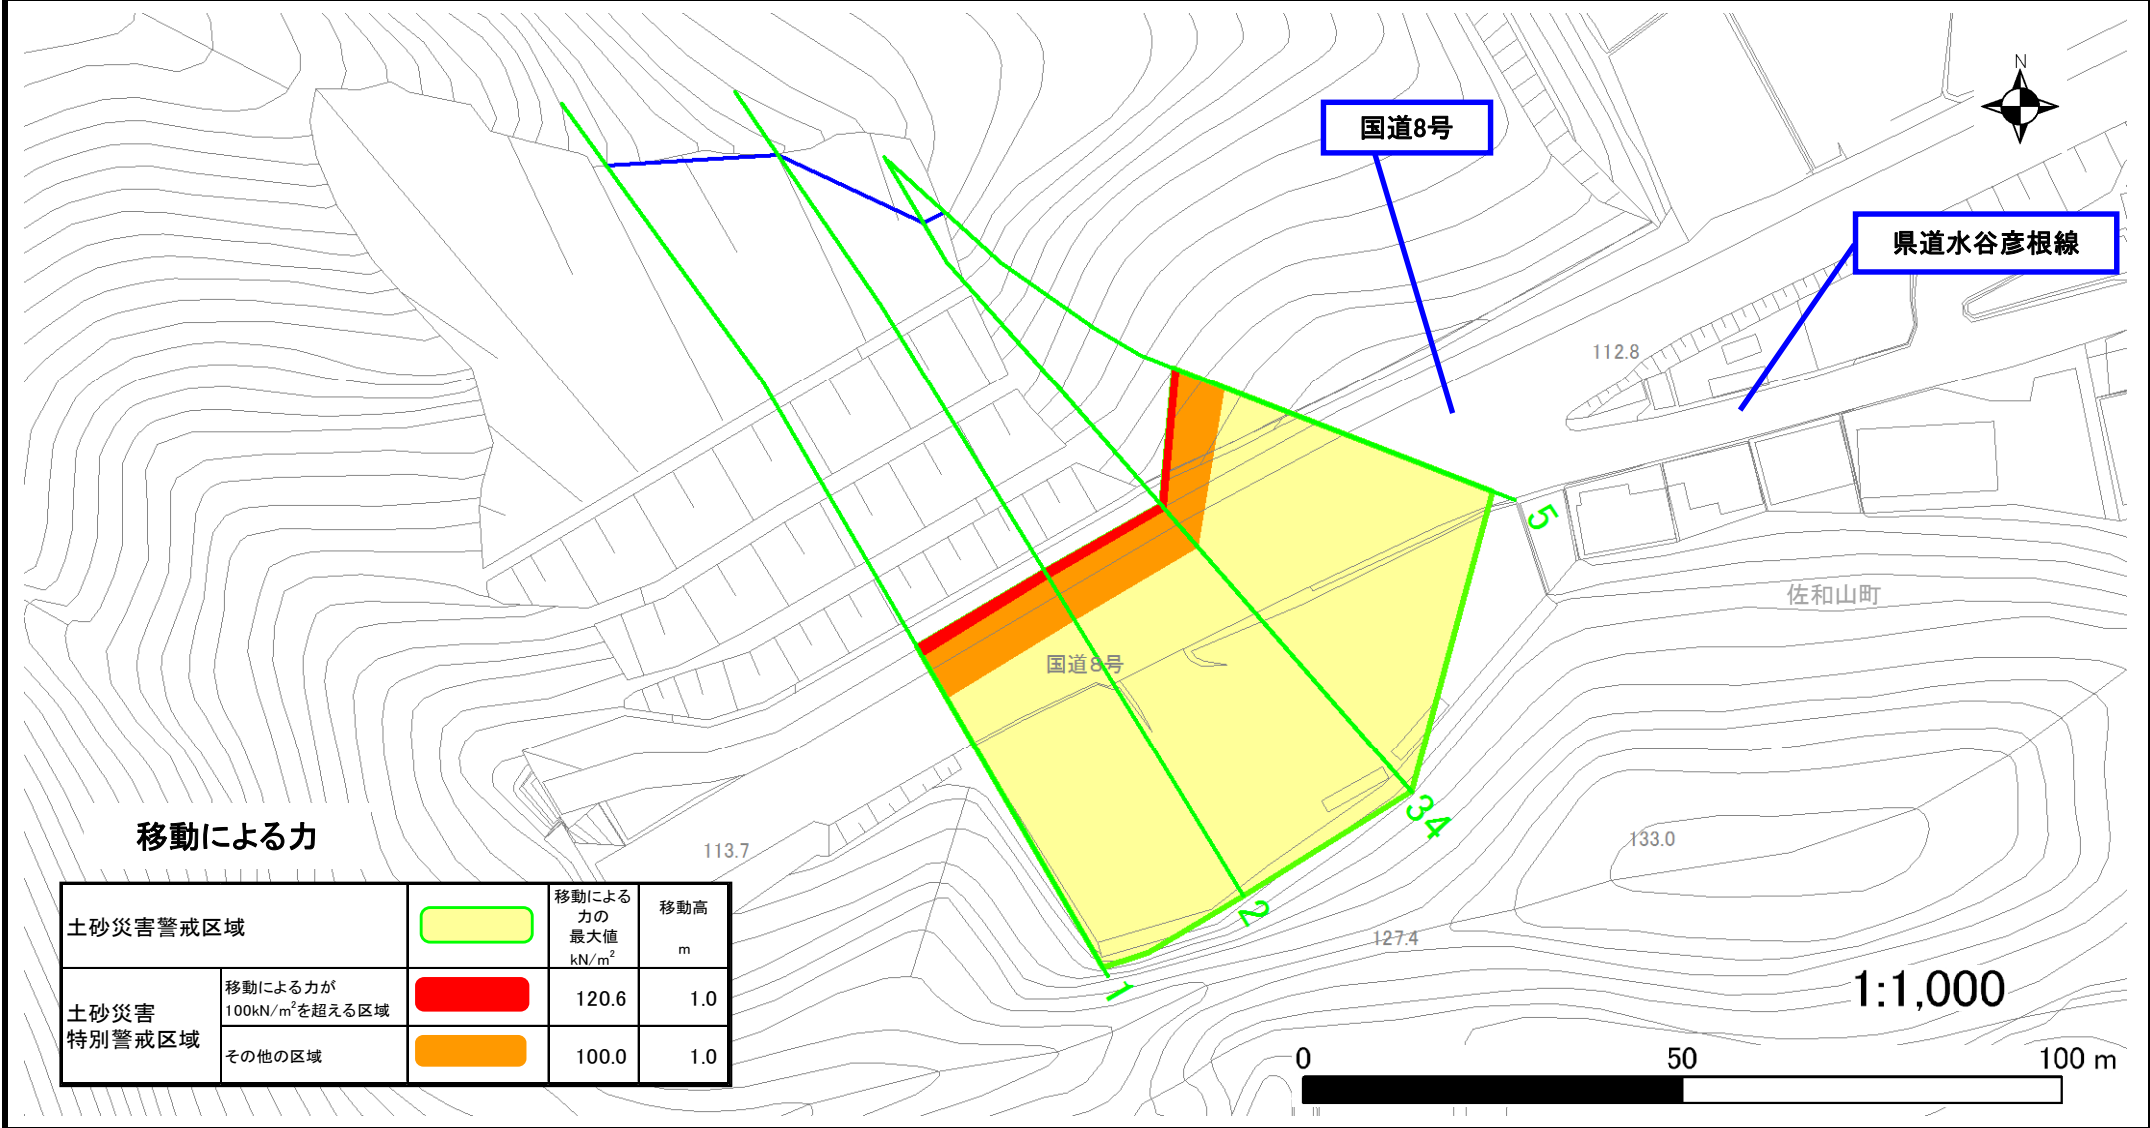 N
国道8号
県道水谷彦根線
112.8
5
佐和山町
国道8号
34
133.0
移動による力
113.7
2
127.4
1
土砂災害警戒区域
移動による
力の
最大値
kN/m²
移動高
m
土砂災害
特別警戒区域
移動による力が
100kN/m²を超える区域
120.6
1.0
その他の区域
100.0
1.0
1:1,000
0 50 100 m